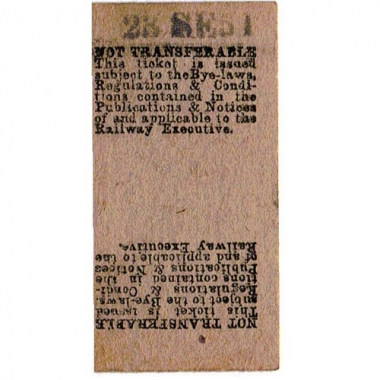 28 SE51
NOT TRANSFERABLE
This ticket is issued
subject to the Bye-laws,
Regulations & Condi-
tions contained in the
Publications & Notices
of and applicable to the
Railway Executive.
NOT TRANSFERABLE
This ticket is issued
subject to the Bye-laws,
Regulations & Condi-
tions contained in the
Publications & Notices
of and applicable to the
Railway Executive.